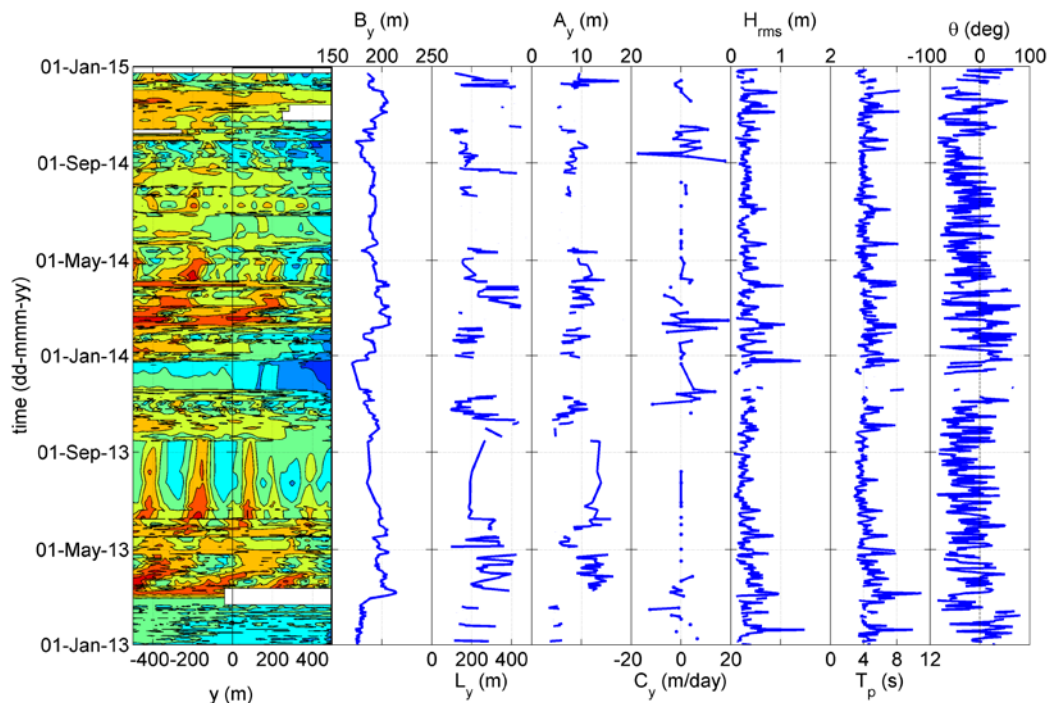 B_y (m) A_y (m) H_rms (m) θ (deg)
150 200 250 0 10 20 0 1 2 -100 0 100
01-Jan-15
01-Sep-14
01-May-14
01-Jan-14
01-Sep-13
01-May-13
01-Jan-13
time (dd-mmm-yy)
-400 -200 0 200 400 0 200 400 -20 0 20 0 4 8 12
y (m) L_y (m) C_y (m/day) T_p (s)